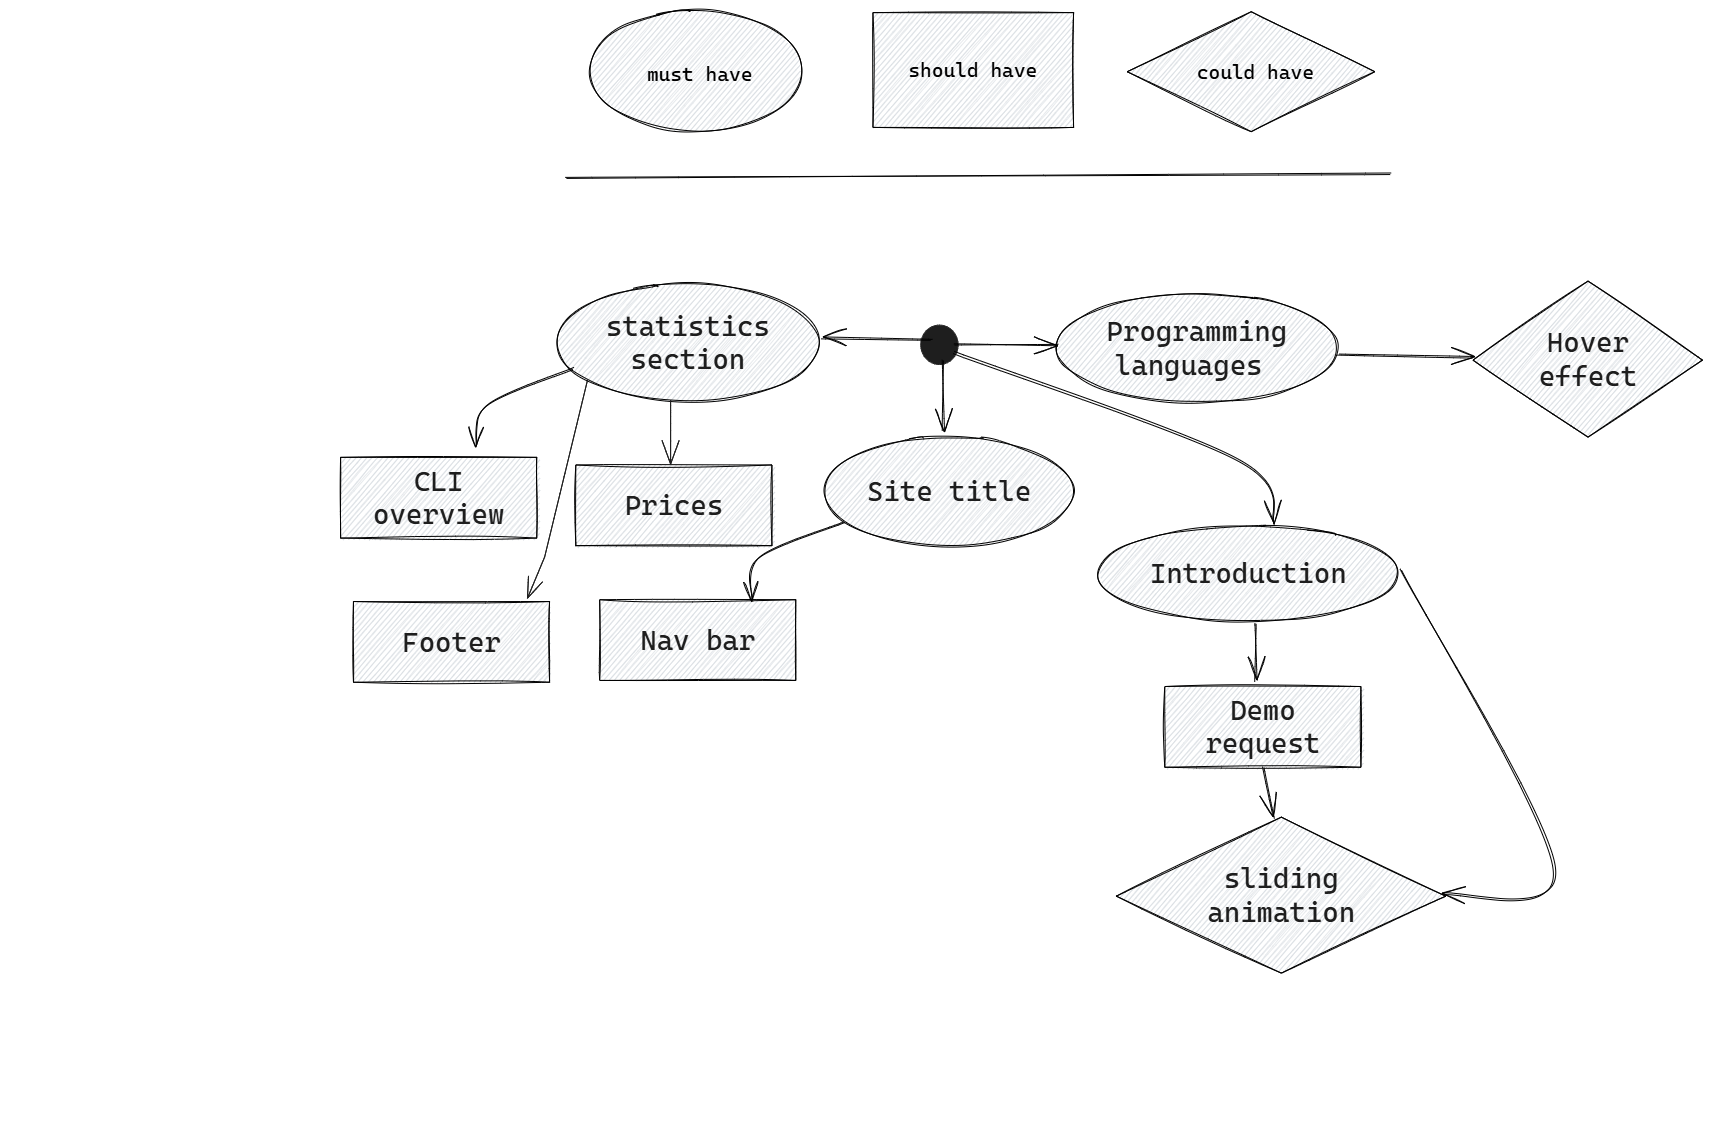 must have
should have
could have
statistics
section
Programming
languages
Hover
effect
CLI
overview
Prices
Site title
Introduction
Footer
Nav bar
Demo
request
sliding
animation